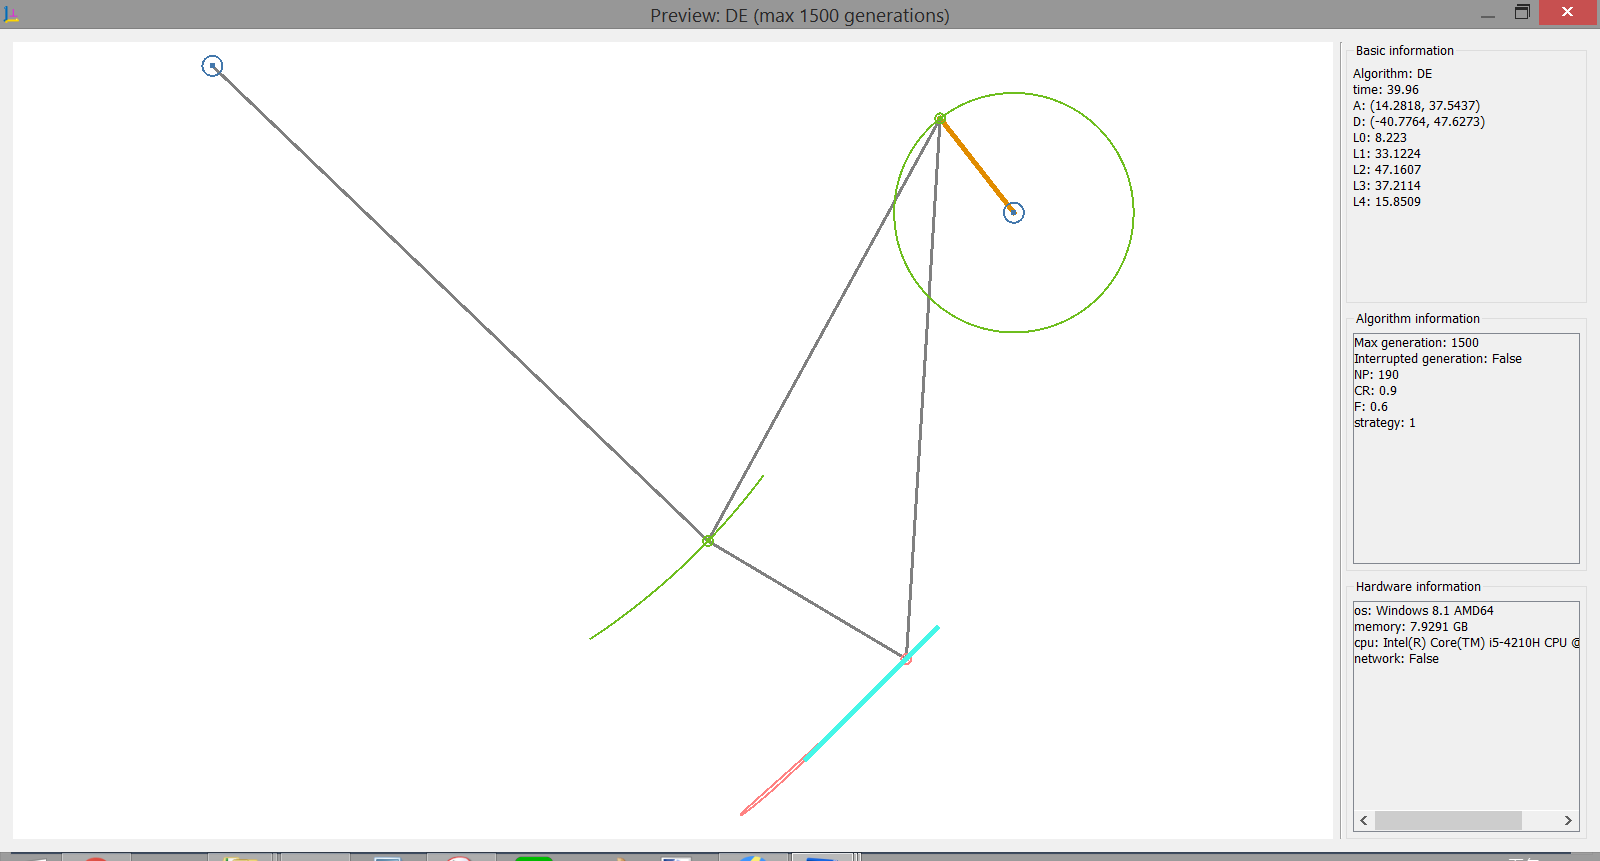 Preview: DE (max 1500 generations)
Basic information
Algorithm: DE
time: 39.96
A: (14.2818, 37.5437)
D: (-40.7764, 47.6273)
L0: 8.223
L1: 33.1224
L2: 47.1607
L3: 37.2114
L4: 15.8509
Algorithm information
Max generation: 1500
Interrupted generation: False
NP: 190
CR: 0.9
F: 0.6
strategy: 1
Hardware information
os: Windows 8.1 AMD64
memory: 7.9291 GB
cpu: Intel(R) Core(TM) i5-4210H CPU @
network: False